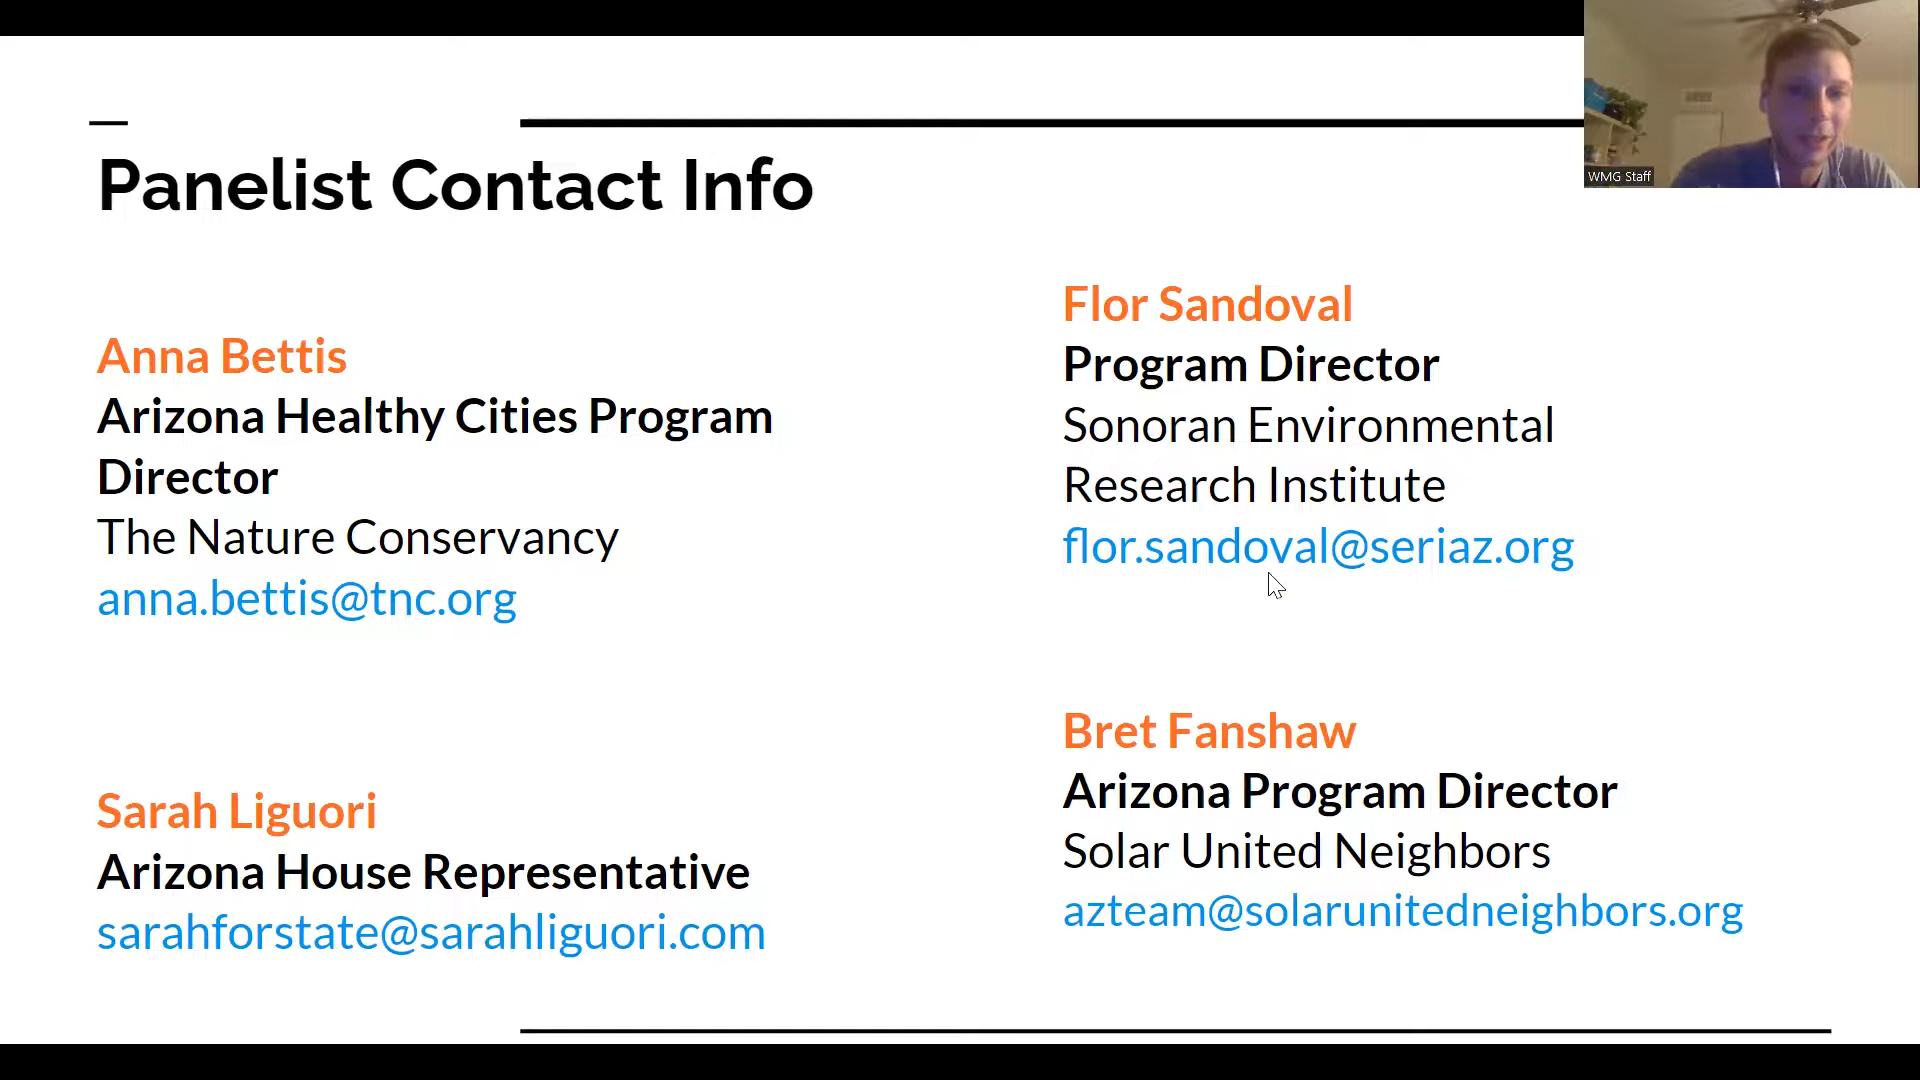 Panelist Contact Info
Anna Bettis
Arizona Healthy Cities Program
Director
The Nature Conservancy
anna.bettis@tnc.org
Sarah Liguori
Arizona House Representative
sarahforstate@sarahliguori.com
Flor Sandoval
Program Director
Sonoran Environmental
Research Institute
flor.sandoval@seriaz.org
Bret Fanshaw
Arizona Program Director
Solar United Neighbors
azteam@solarunitedneighbors.org
WMG Staff